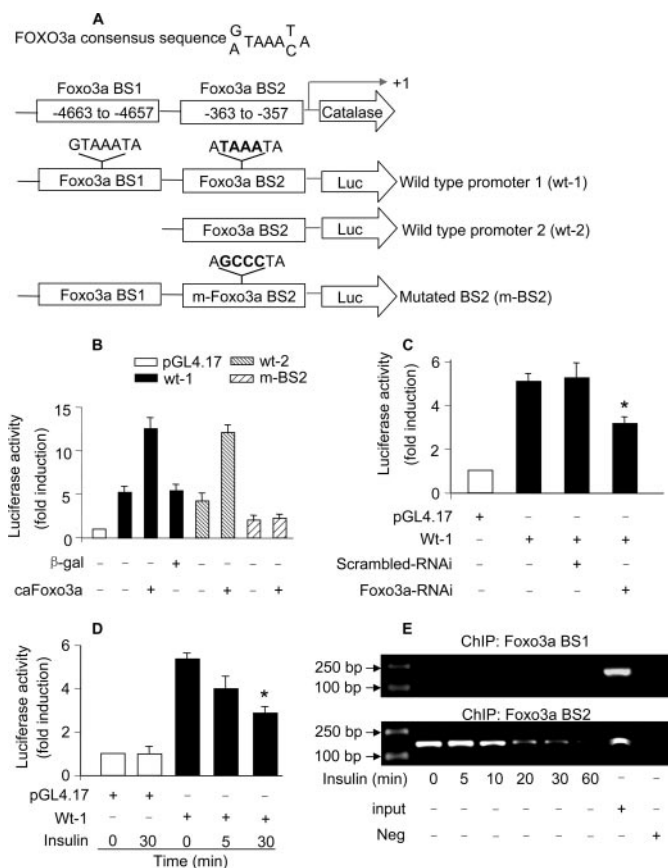 A
FOXO3a consensus sequence G/A TAAA T/C A
+1
Foxo3a BS1 Foxo3a BS2
-4663 to -4657 -363 to -357 Catalase
GTAAATA ATAAATA
Foxo3a BS1 Foxo3a BS2 Luc Wild type promoter 1 (wt-1)
Foxo3a BS2 Luc Wild type promoter 2 (wt-2)
AGCCCTA
Foxo3a BS1 m-Foxo3a BS2 Luc Mutated BS2 (m-BS2)
B
pGL4.17 wt-2
wt-1 m-BS2
Luciferase activity
(fold induction)
15
10
5
0
β-gal – – – + – – – –
caFoxo3a – – + – – + – +
C
Luciferase activity
(fold induction)
6
4
2
0
*
pGL4.17 + – – –
Wt-1 – + + +
Scrambled-RNAi – – + –
Foxo3a-RNAi – – – +
D
Luciferase activity
(fold induction)
6
4
2
0
*
pGL4.17 + + – – –
Wt-1 – – + + +
Insulin 0 30 0 5 30
Time (min)
E
ChIP: Foxo3a BS1
250 bp
100 bp
ChIP: Foxo3a BS2
250 bp
100 bp
Insulin (min) 0 5 10 20 30 60 – –
input – – – – – – + –
Neg – – – – – – – +